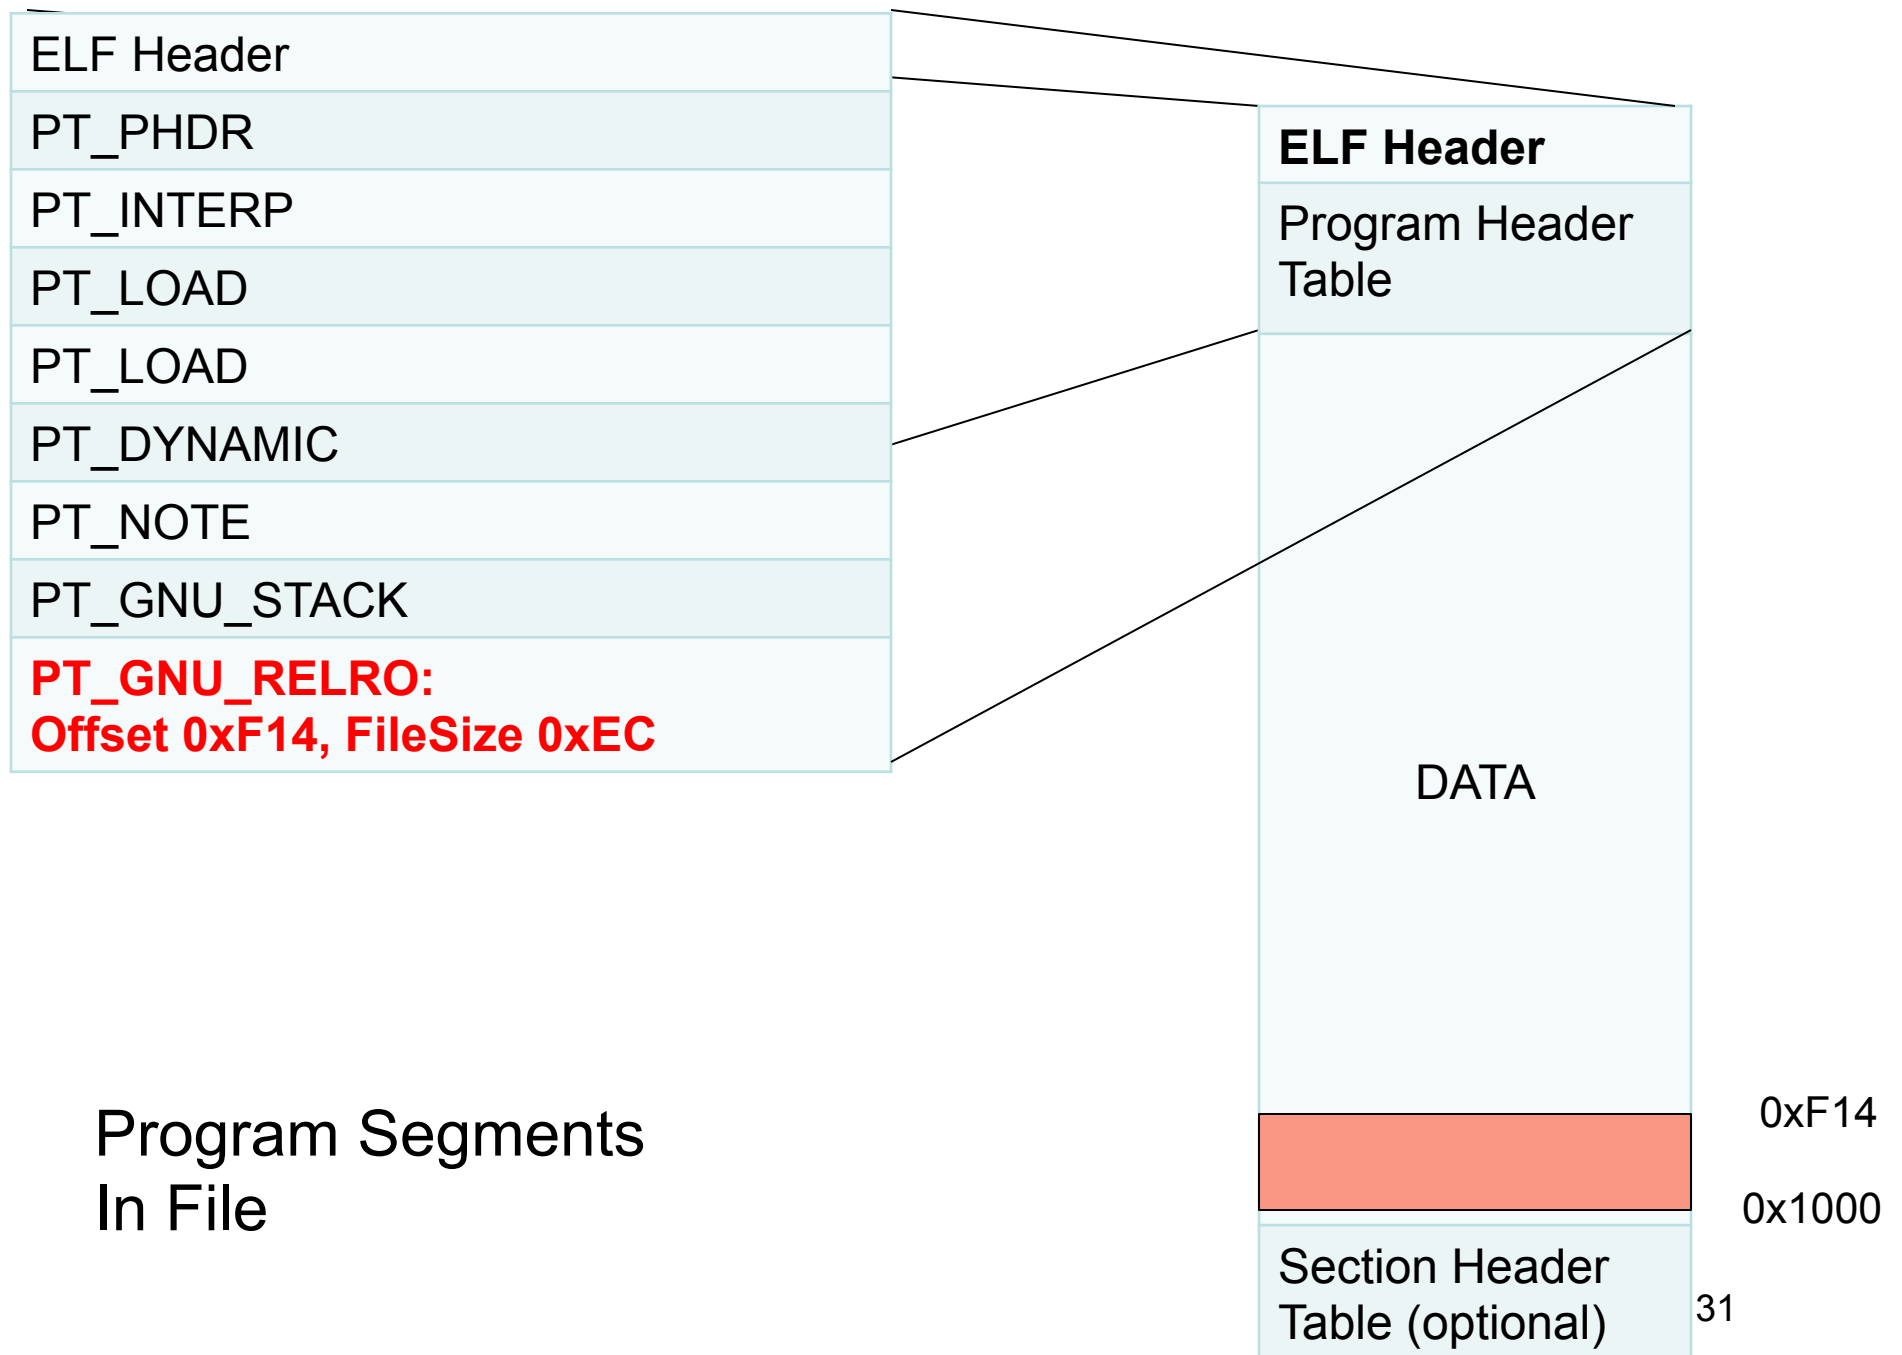 ELF Header
PT_PHDR
PT_INTERP
PT_LOAD
PT_LOAD
PT_DYNAMIC
PT_NOTE
PT_GNU_STACK
PT_GNU_RELRO:
Offset 0xF14, FileSize 0xEC
Program Segments
In File
ELF Header
Program Header
Table
DATA
0xF14
0x1000
Section Header
Table (optional)
31